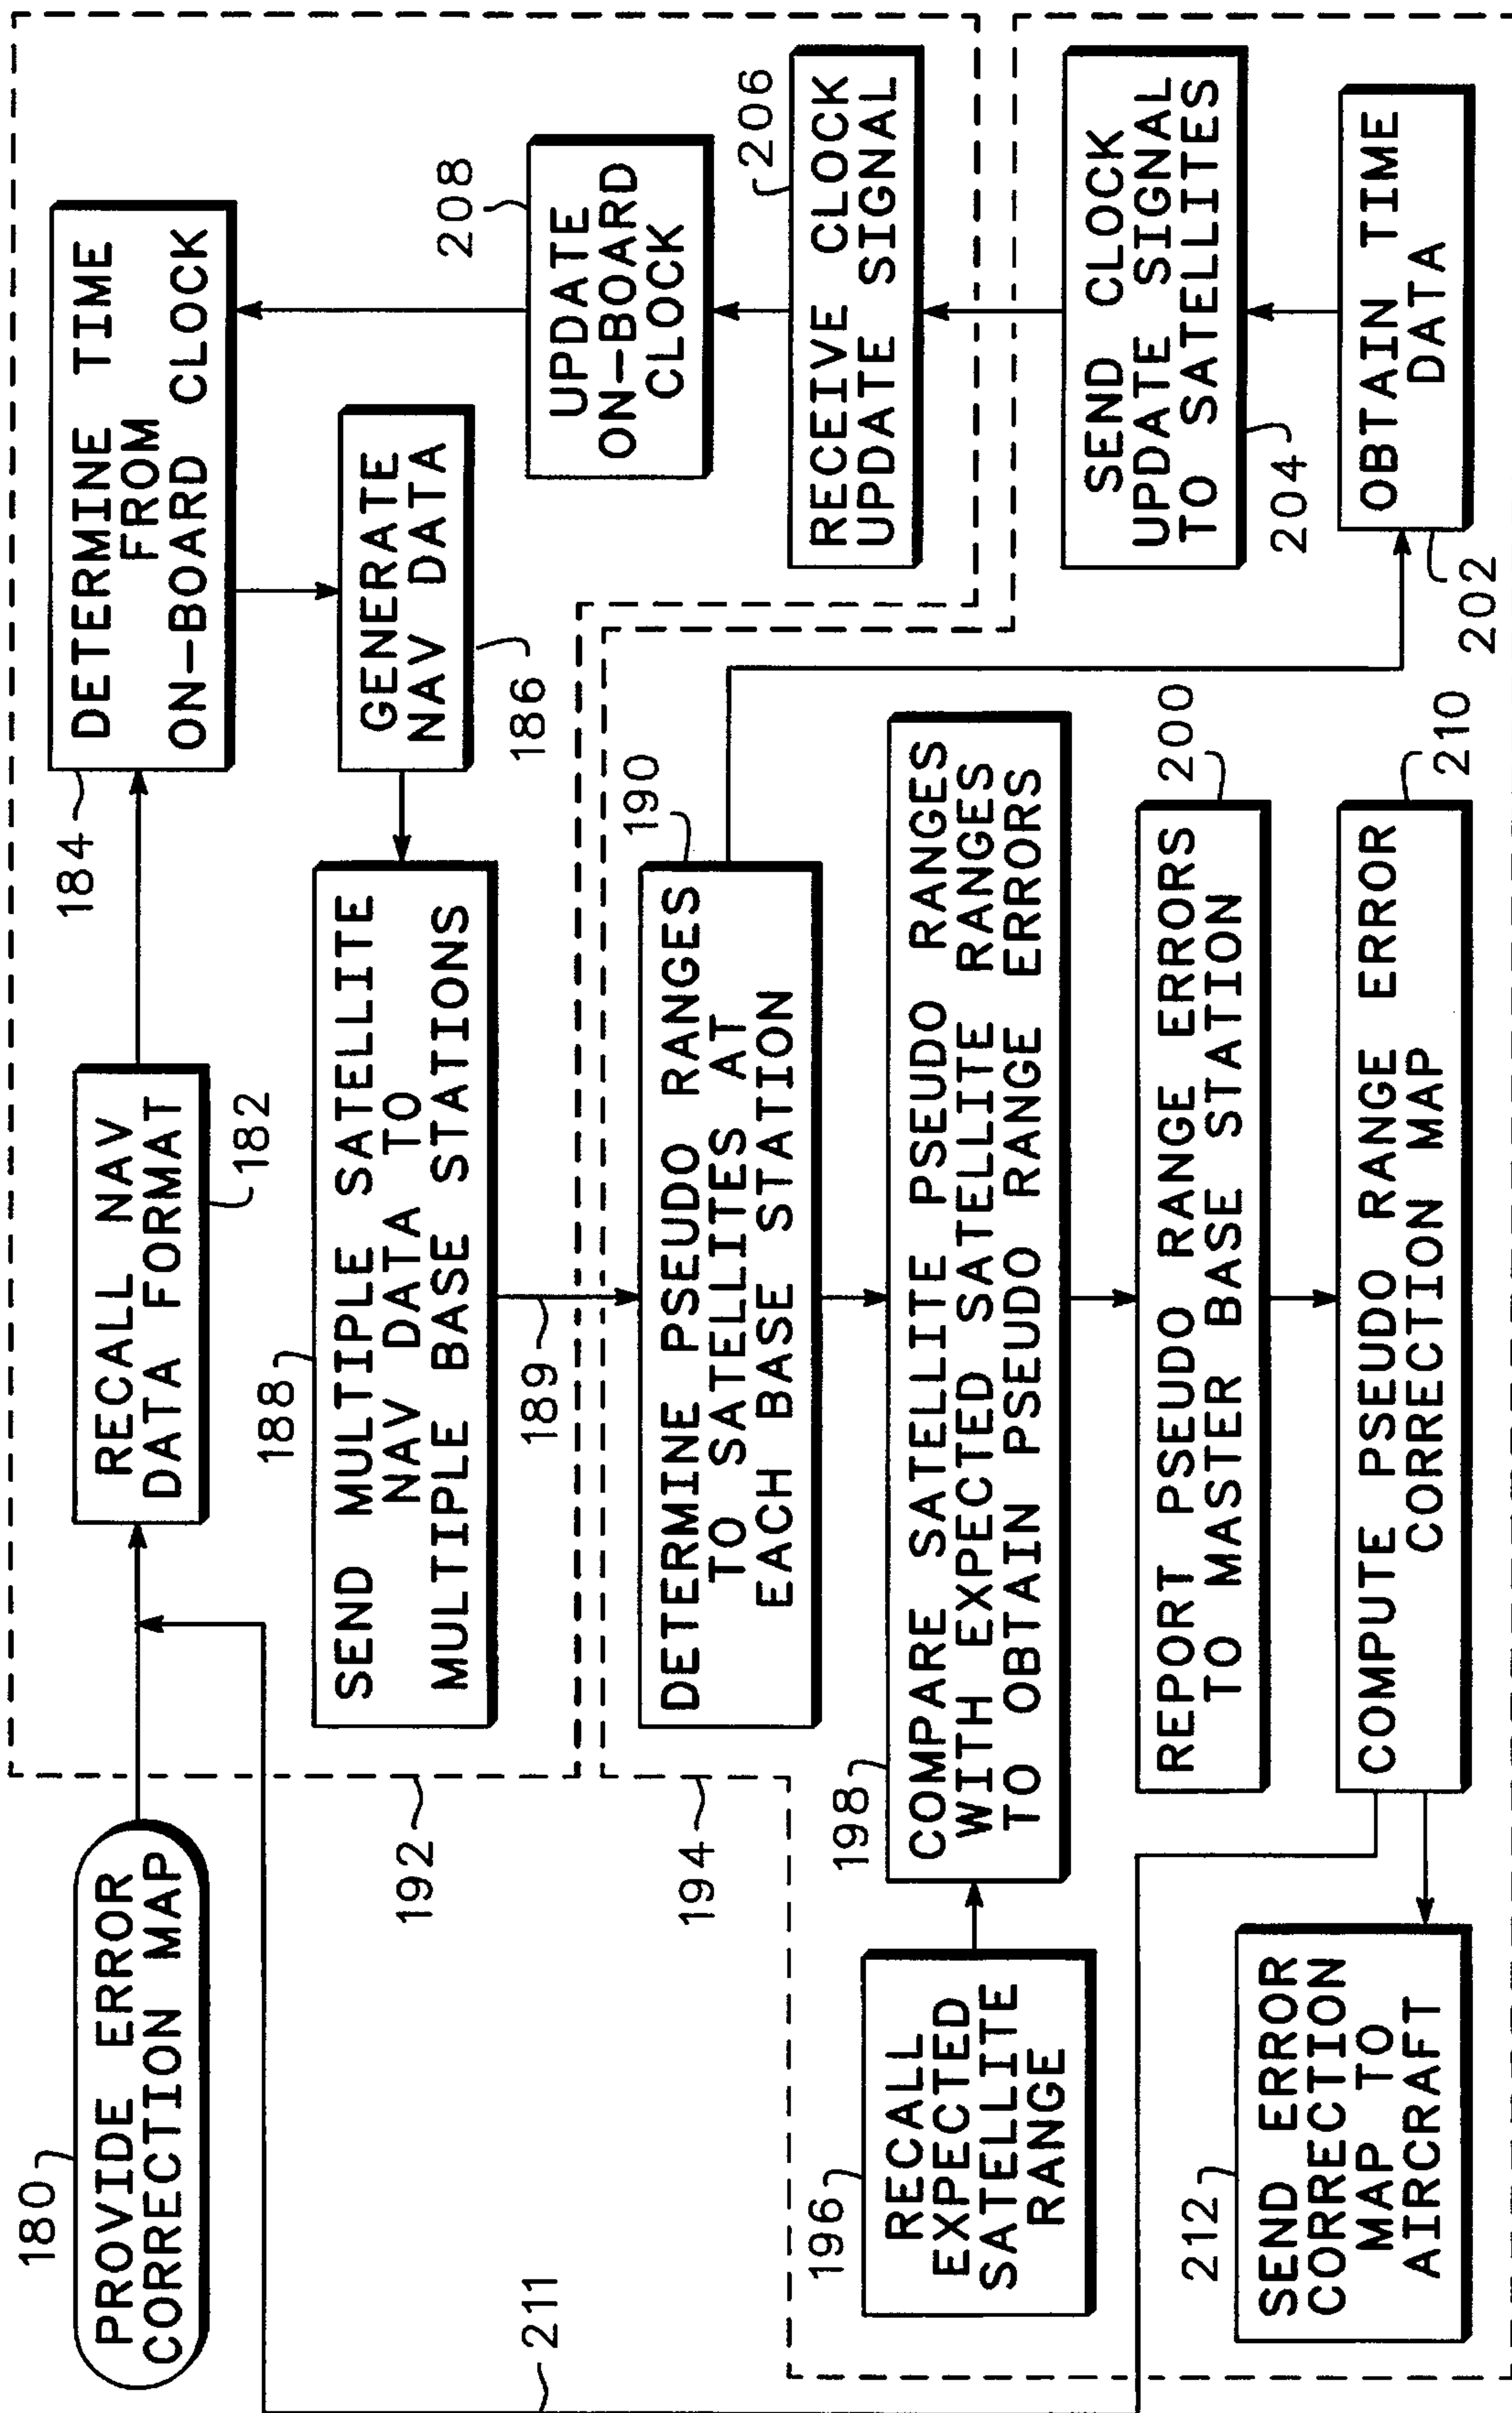 180
PROVIDE ERROR
CORRECTION MAP
RECALL NAV
DATA FORMAT
182
184
DETERMINE TIME
FROM
ON-BOARD CLOCK
GENERATE
NAV DATA
186
188
SEND MULTIPLE SATELLITE
NAV DATA TO
MULTIPLE BASE STATIONS
189
208
UPDATE
ON-BOARD
CLOCK
206
RECEIVE CLOCK
UPDATE SIGNAL
192
194
190
DETERMINE PSEUDO RANGES
TO SATELLITES AT
EACH BASE STATION
196
RECALL
EXPECTED
SATELLITE
RANGE
198
COMPARE SATELLITE PSEUDO RANGES
WITH EXPECTED SATELLITE RANGES
TO OBTAIN PSEUDO RANGE ERRORS
SEND CLOCK
UPDATE SIGNAL
TO SATELLITES
204
200
REPORT PSEUDO RANGE ERRORS
TO MASTER BASE STATION
OBTAIN TIME
DATA
202
211
210
COMPUTE PSEUDO RANGE ERROR
CORRECTION MAP
212
SEND ERROR
CORRECTION
MAP TO
AIRCRAFT